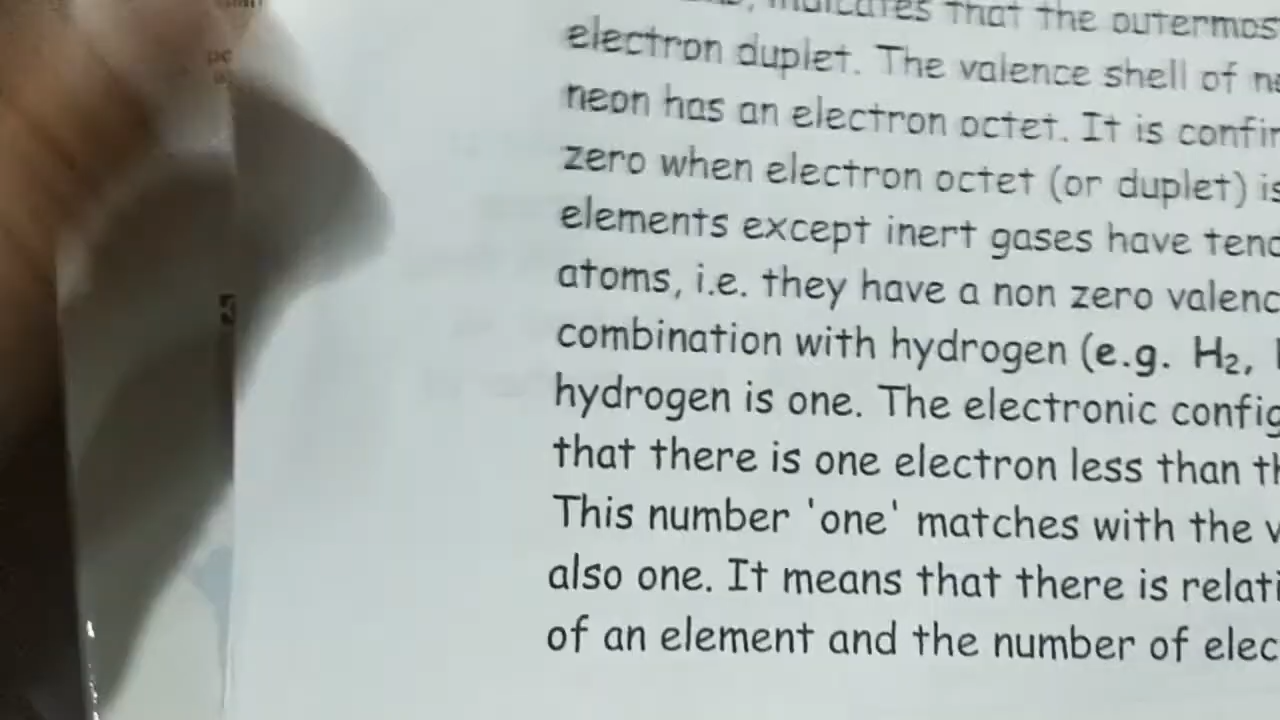 indicates that the outermos
electron duplet. The valence shell of ne
neon has an electron octet. It is confir
zero when electron octet (or duplet) is
elements except inert gases have tend
atoms, i.e. they have a non zero valenc
combination with hydrogen (e.g. H₂,
hydrogen is one. The electronic config
that there is one electron less than th
This number 'one' matches with the v
also one. It means that there is relati
of an element and the number of elec